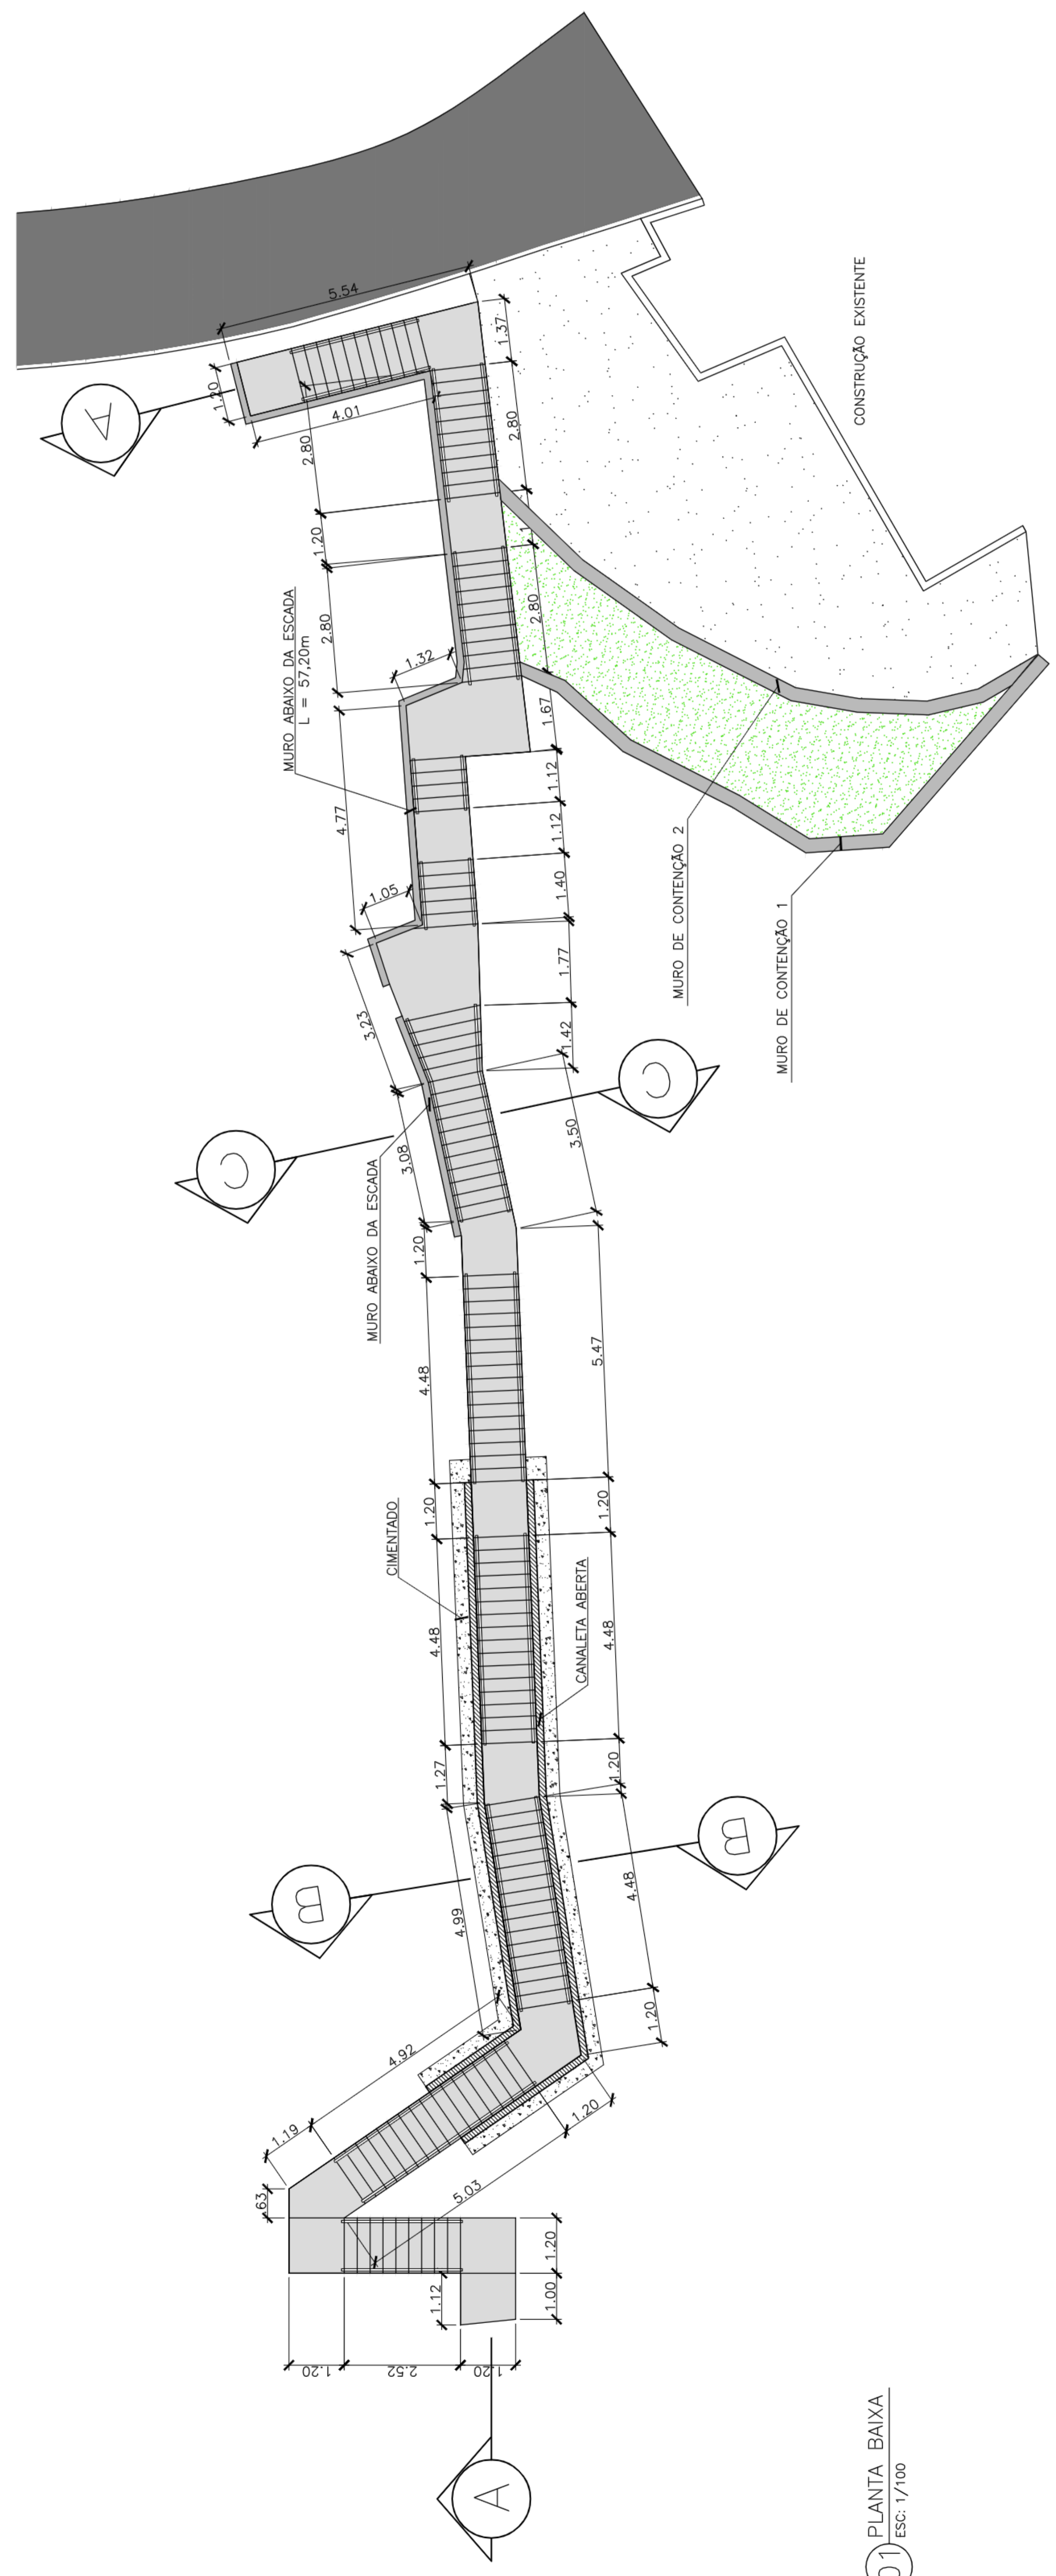 5.54
1.20
4.01
1.37
2.80
2.80
1.20
1
2.80
2.80
MURO ABAIXO DA ESCADA
L = 57,20m
1.32
1.67
4.77
1.12
1.12
1.05
1.40
1.77
3.23
1.42
3.08
3.50
1.20
MURO ABAIXO DA ESCADA
4.48
5.47
1.20
1.20
CIMENTADO
4.48
4.48
CANALETA ABERTA
1.27
1.20
4.99
4.48
1.20
4.92
1.20
1.19
.63
5.03
1.20
1.12
1.00
1.20
2.52
1.20
CONSTRUÇÃO EXISTENTE
MURO DE CONTENÇÃO 2
MURO DE CONTENÇÃO 1
A
C
C
B
B
A
01
PLANTA BAIXA
ESC: 1/100